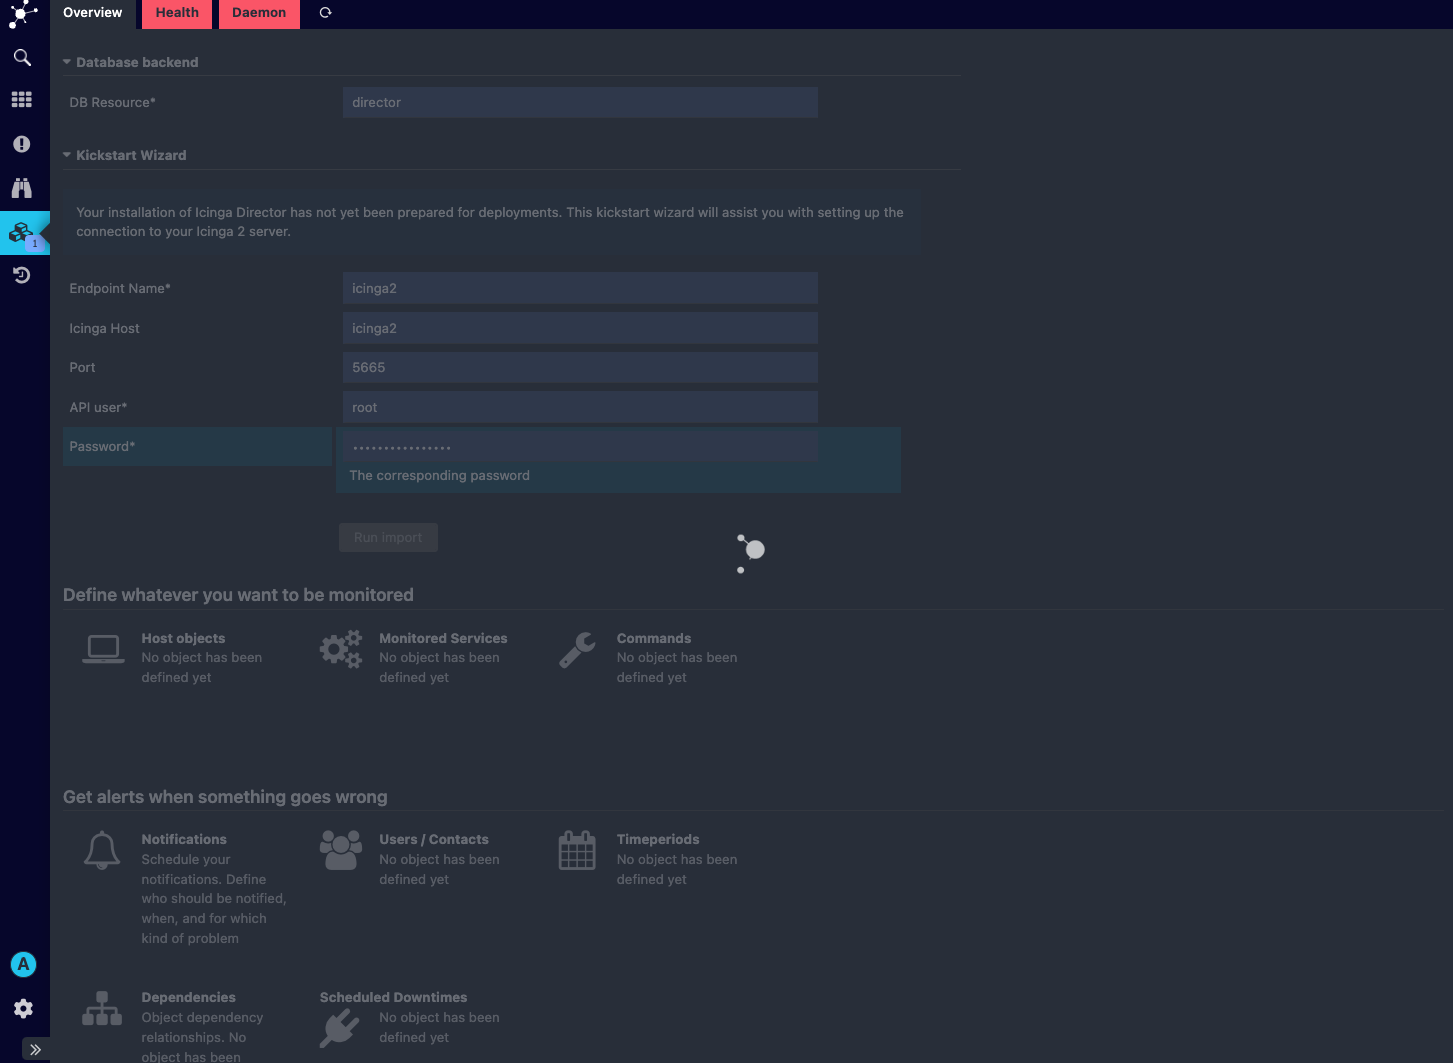 Overview
Health
Daemon
Database backend
DB Resource*
director
Kickstart Wizard
Your installation of Icinga Director has not yet been prepared for deployments. This kickstart wizard will assist you with setting up the
connection to your Icinga 2 server.
Endpoint Name*
icinga2
Icinga Host
icinga2
Port
5665
API user*
root
Password*
••••••••••••••••
The corresponding password
Run import
1
Define whatever you want to be monitored
Host objects
No object has been
defined yet
Monitored Services
No object has been
defined yet
Commands
No object has been
defined yet
Get alerts when something goes wrong
Notifications
Schedule your
notifications. Define
who should be notified,
when, and for which
kind of problem
Users / Contacts
No object has been
defined yet
Timeperiods
No object has been
defined yet
A
Dependencies
Object dependency
relationships. No
object has been
Scheduled Downtimes
No object has been
defined yet